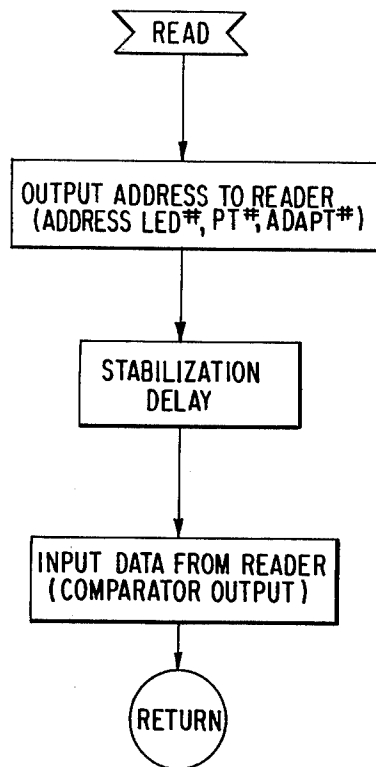 READ
OUTPUT ADDRESS TO READER
(ADDRESS LED#, PT#, ADAPT#)
STABILIZATION
DELAY
INPUT DATA FROM READER
(COMPARATOR OUTPUT)
RETURN